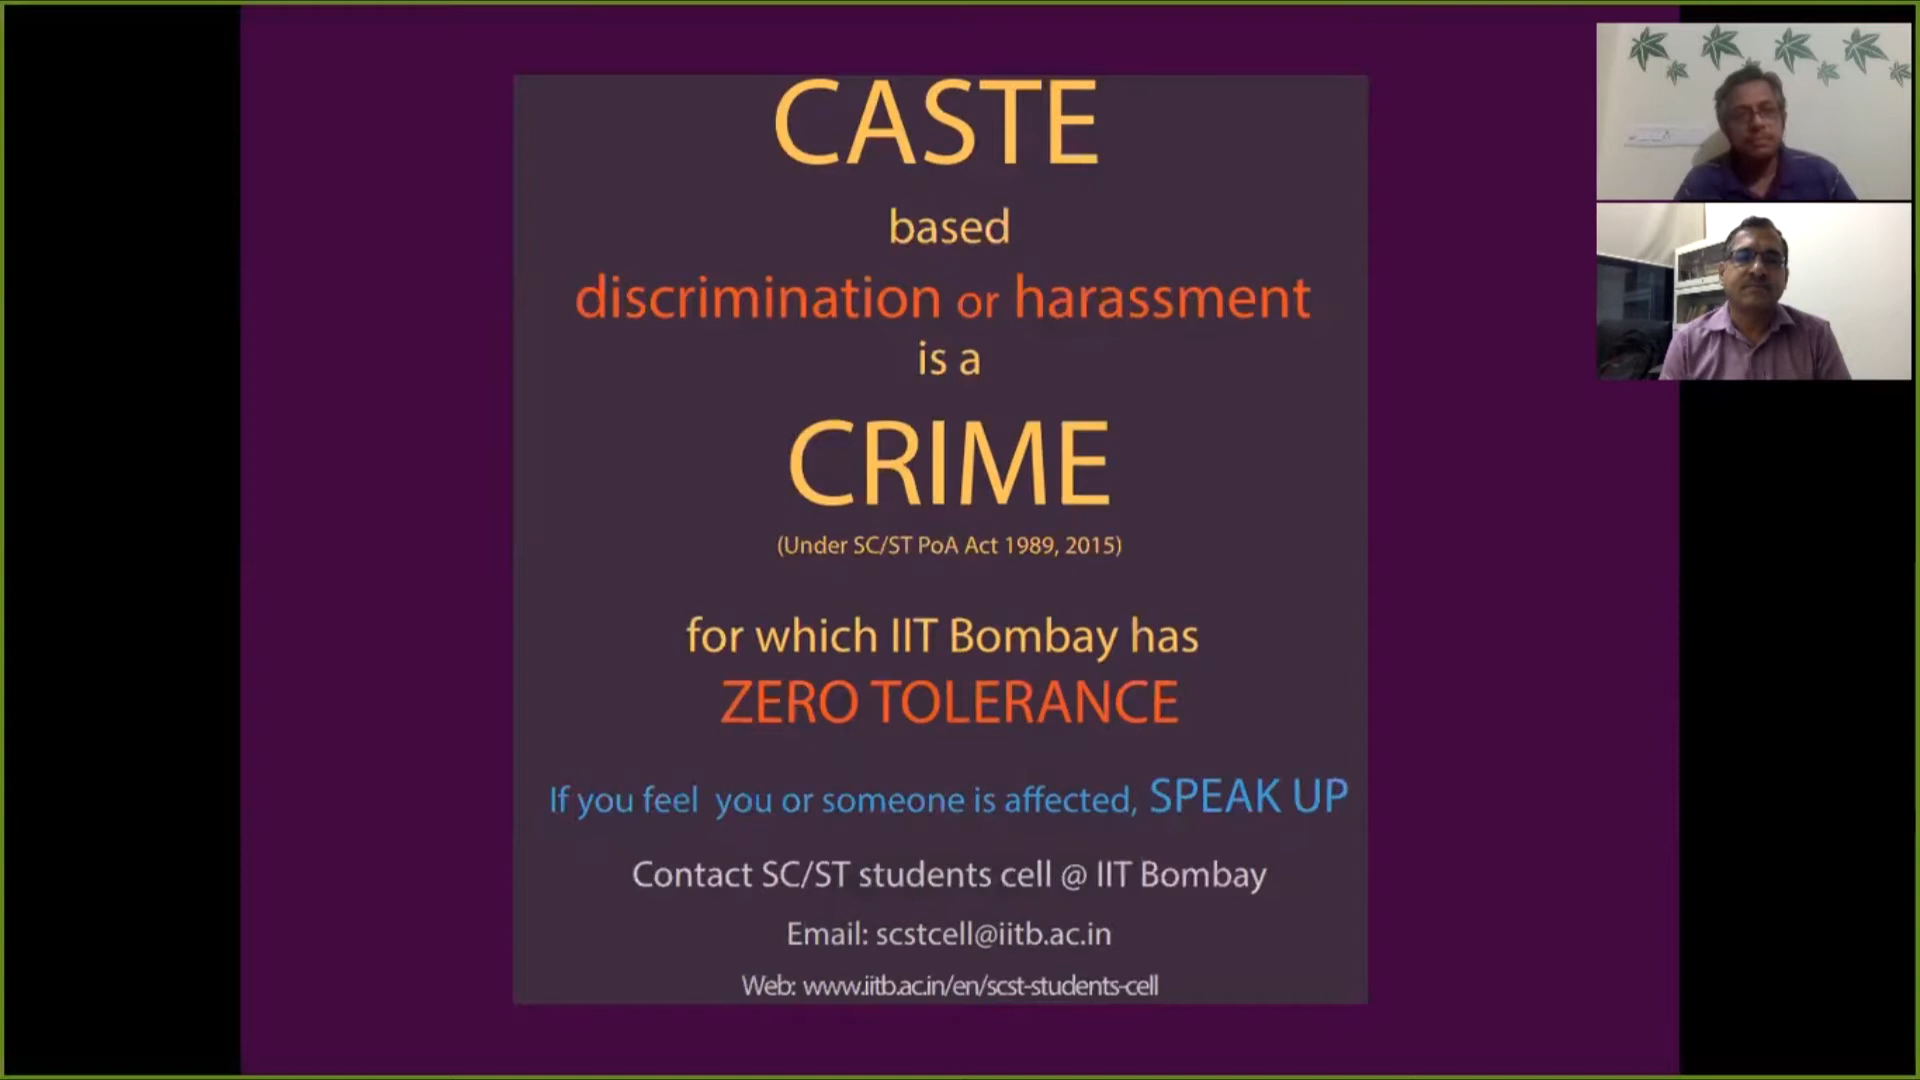 CASTE
based
discrimination or harassment
is a
CRIME
(Under SC/ST PoA Act 1989, 2015)
for which IIT Bombay has
ZERO TOLERANCE
If you feel you or someone is affected, SPEAK UP
Contact SC/ST students cell @ IIT Bombay
Email: scstcell@iitb.ac.in
Web: www.iitb.ac.in/en/scst-students-cell